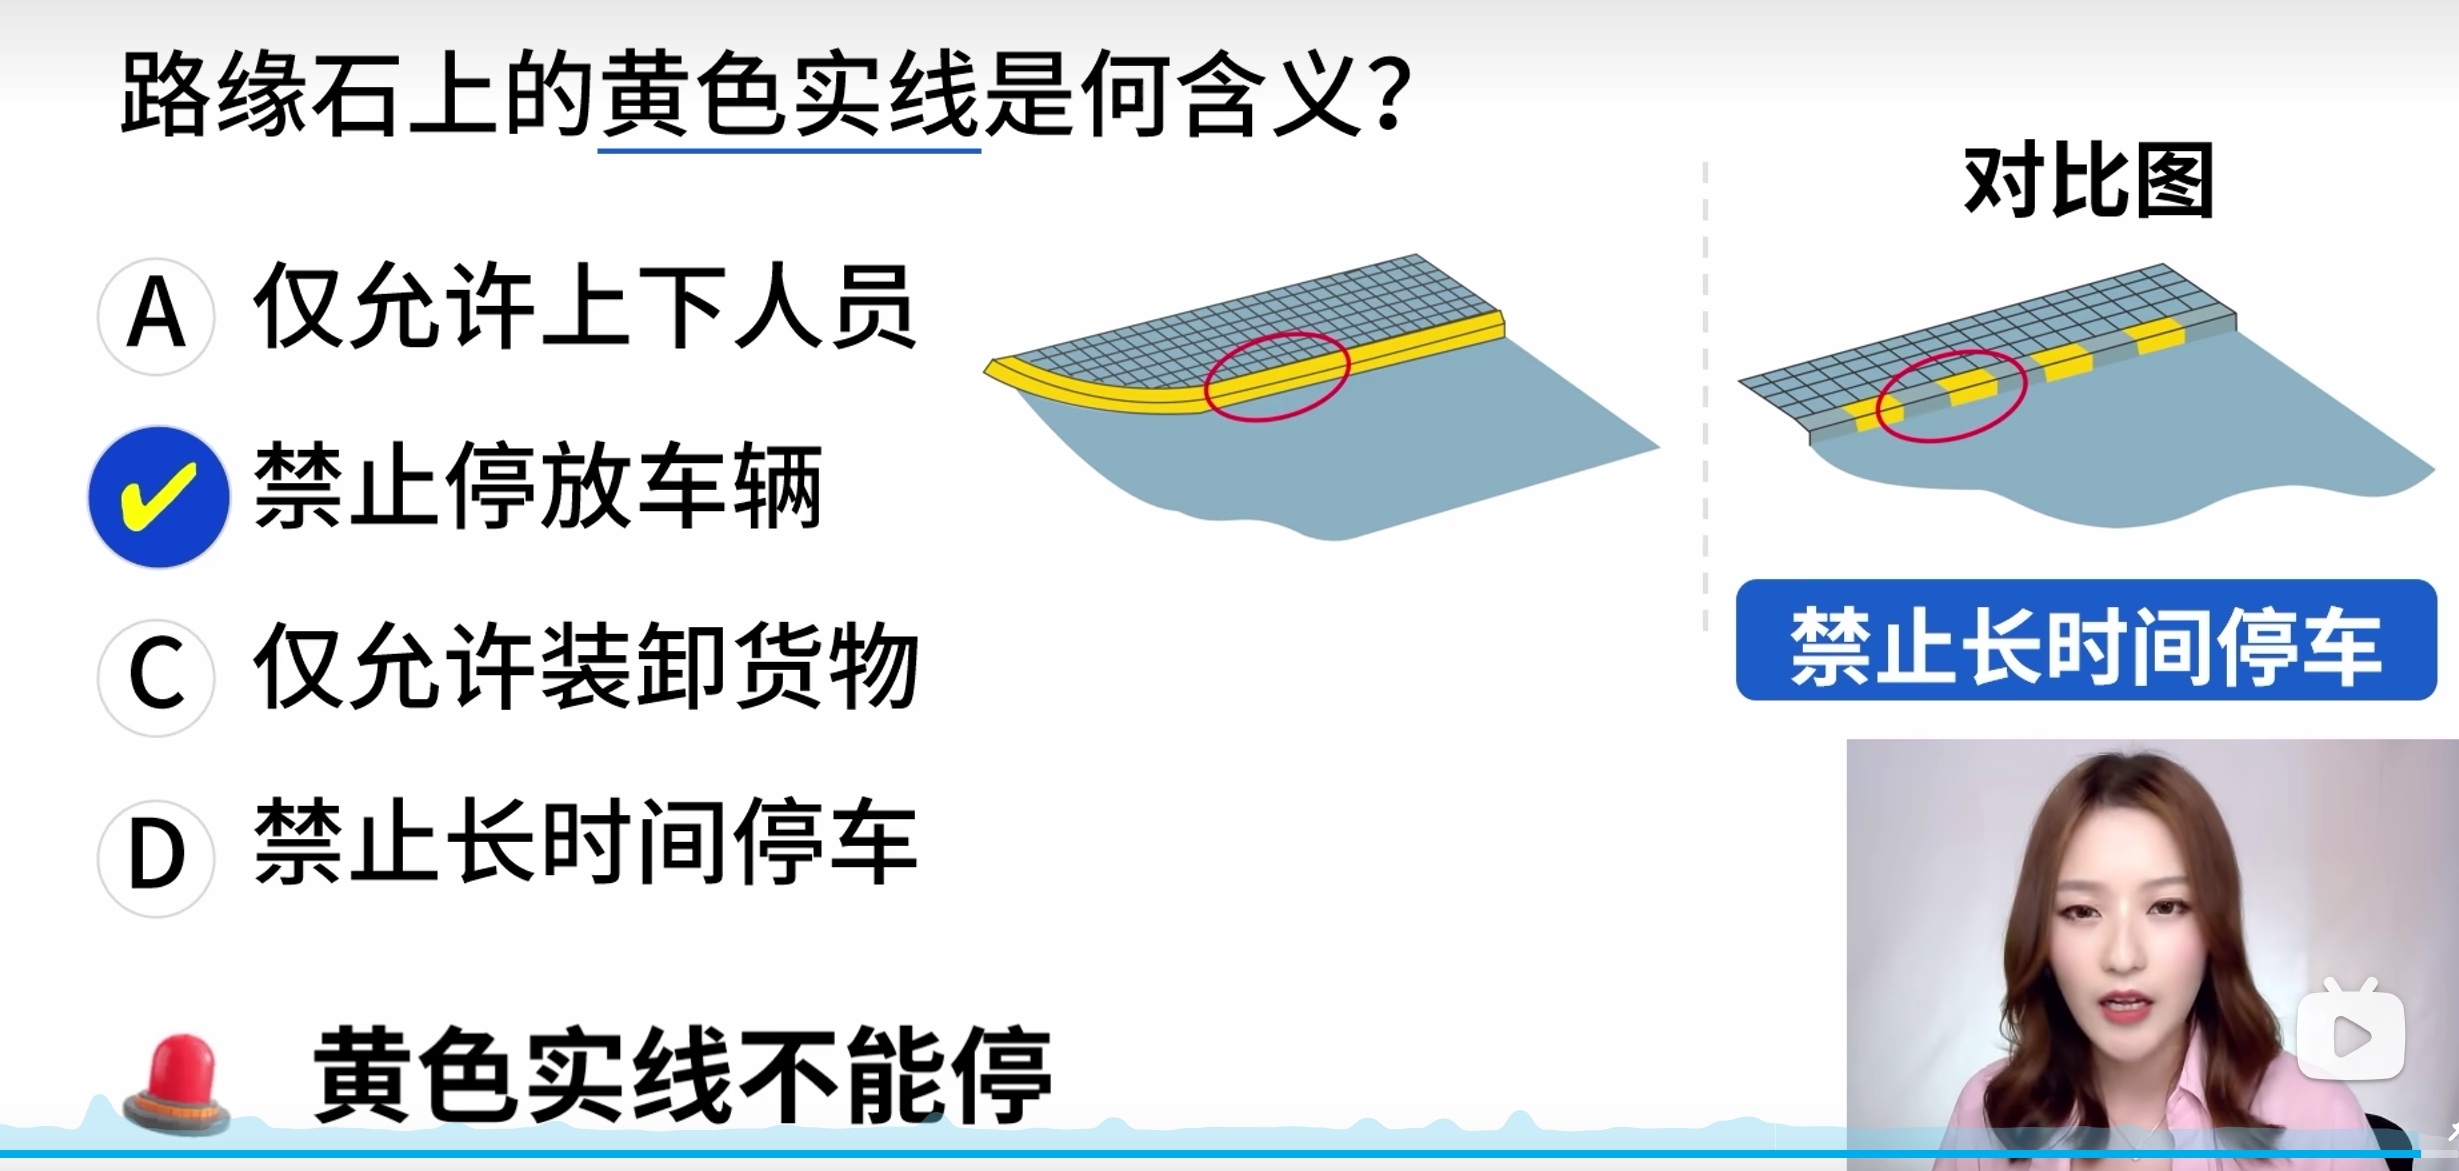 路缘石上的黄色实线是何含义？
对比图
A 仅允许上下人员
禁止停放车辆
C 仅允许装卸货物
D 禁止长时间停车
禁止长时间停车
黄色实线不能停